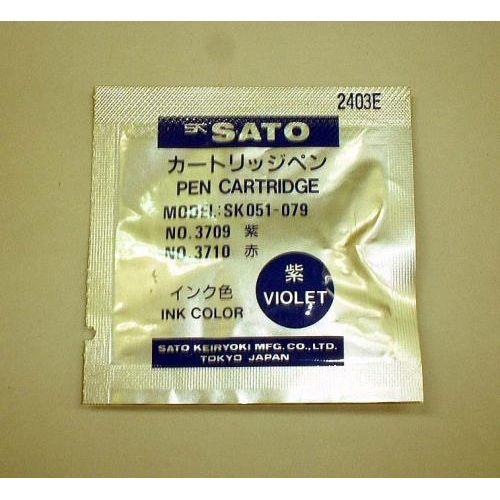 2403E
SK SATO
カートリッジペン
PEN CARTRIDGE
MODEL:SK051-079
NO.3709 紫
NO.3710 赤
インク色
INK COLOR
紫
VIOLET
SATO KEIRYOKI MFG.CO.,LTD.
TOKYO JAPAN